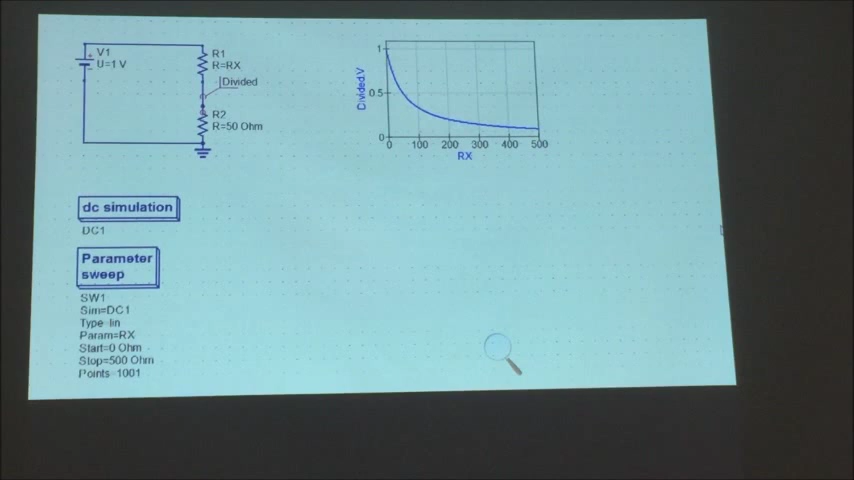 V1
U=1 V
R1
R=RX
Divided
R2
R=50 Ohm
Divided.V
1
0.5
0
0 100 200 300 400 500
RX
dc simulation
DC1
Parameter
sweep
SW1
Sim=DC1
Type=lin
Param=RX
Start=0 Ohm
Stop=500 Ohm
Points=1001